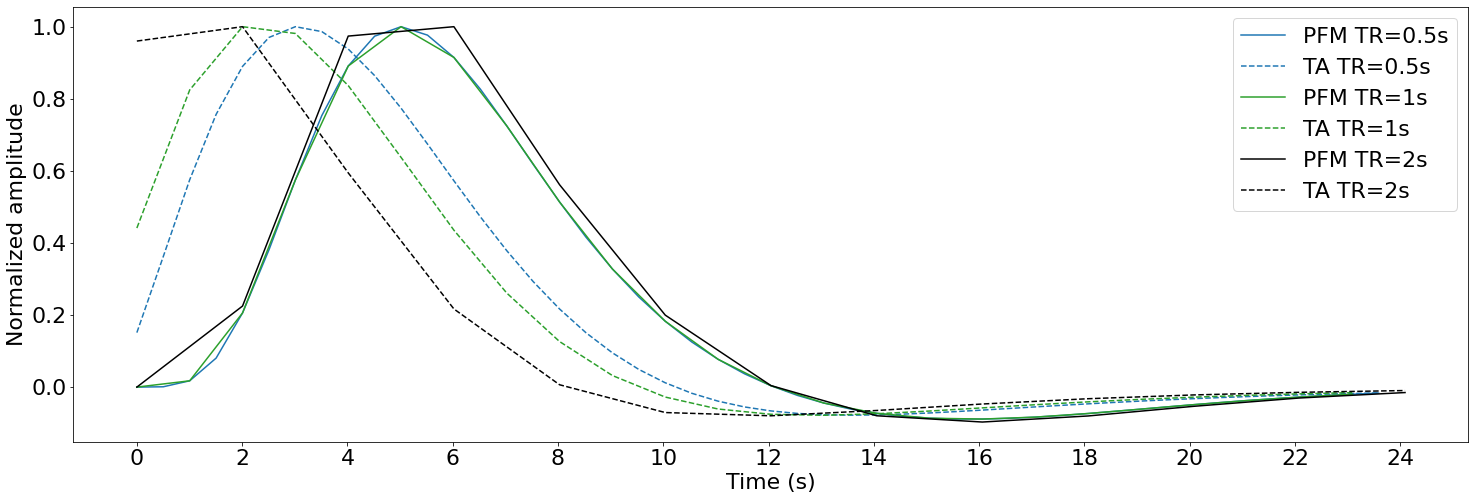 Normalized amplitude
1.0
0.8
0.6
0.4
0.2
0.0
PFM TR=0.5s
TA TR=0.5s
PFM TR=1s
TA TR=1s
PFM TR=2s
TA TR=2s
0 2 4 6 8 10 12 14 16 18 20 22 24
Time (s)